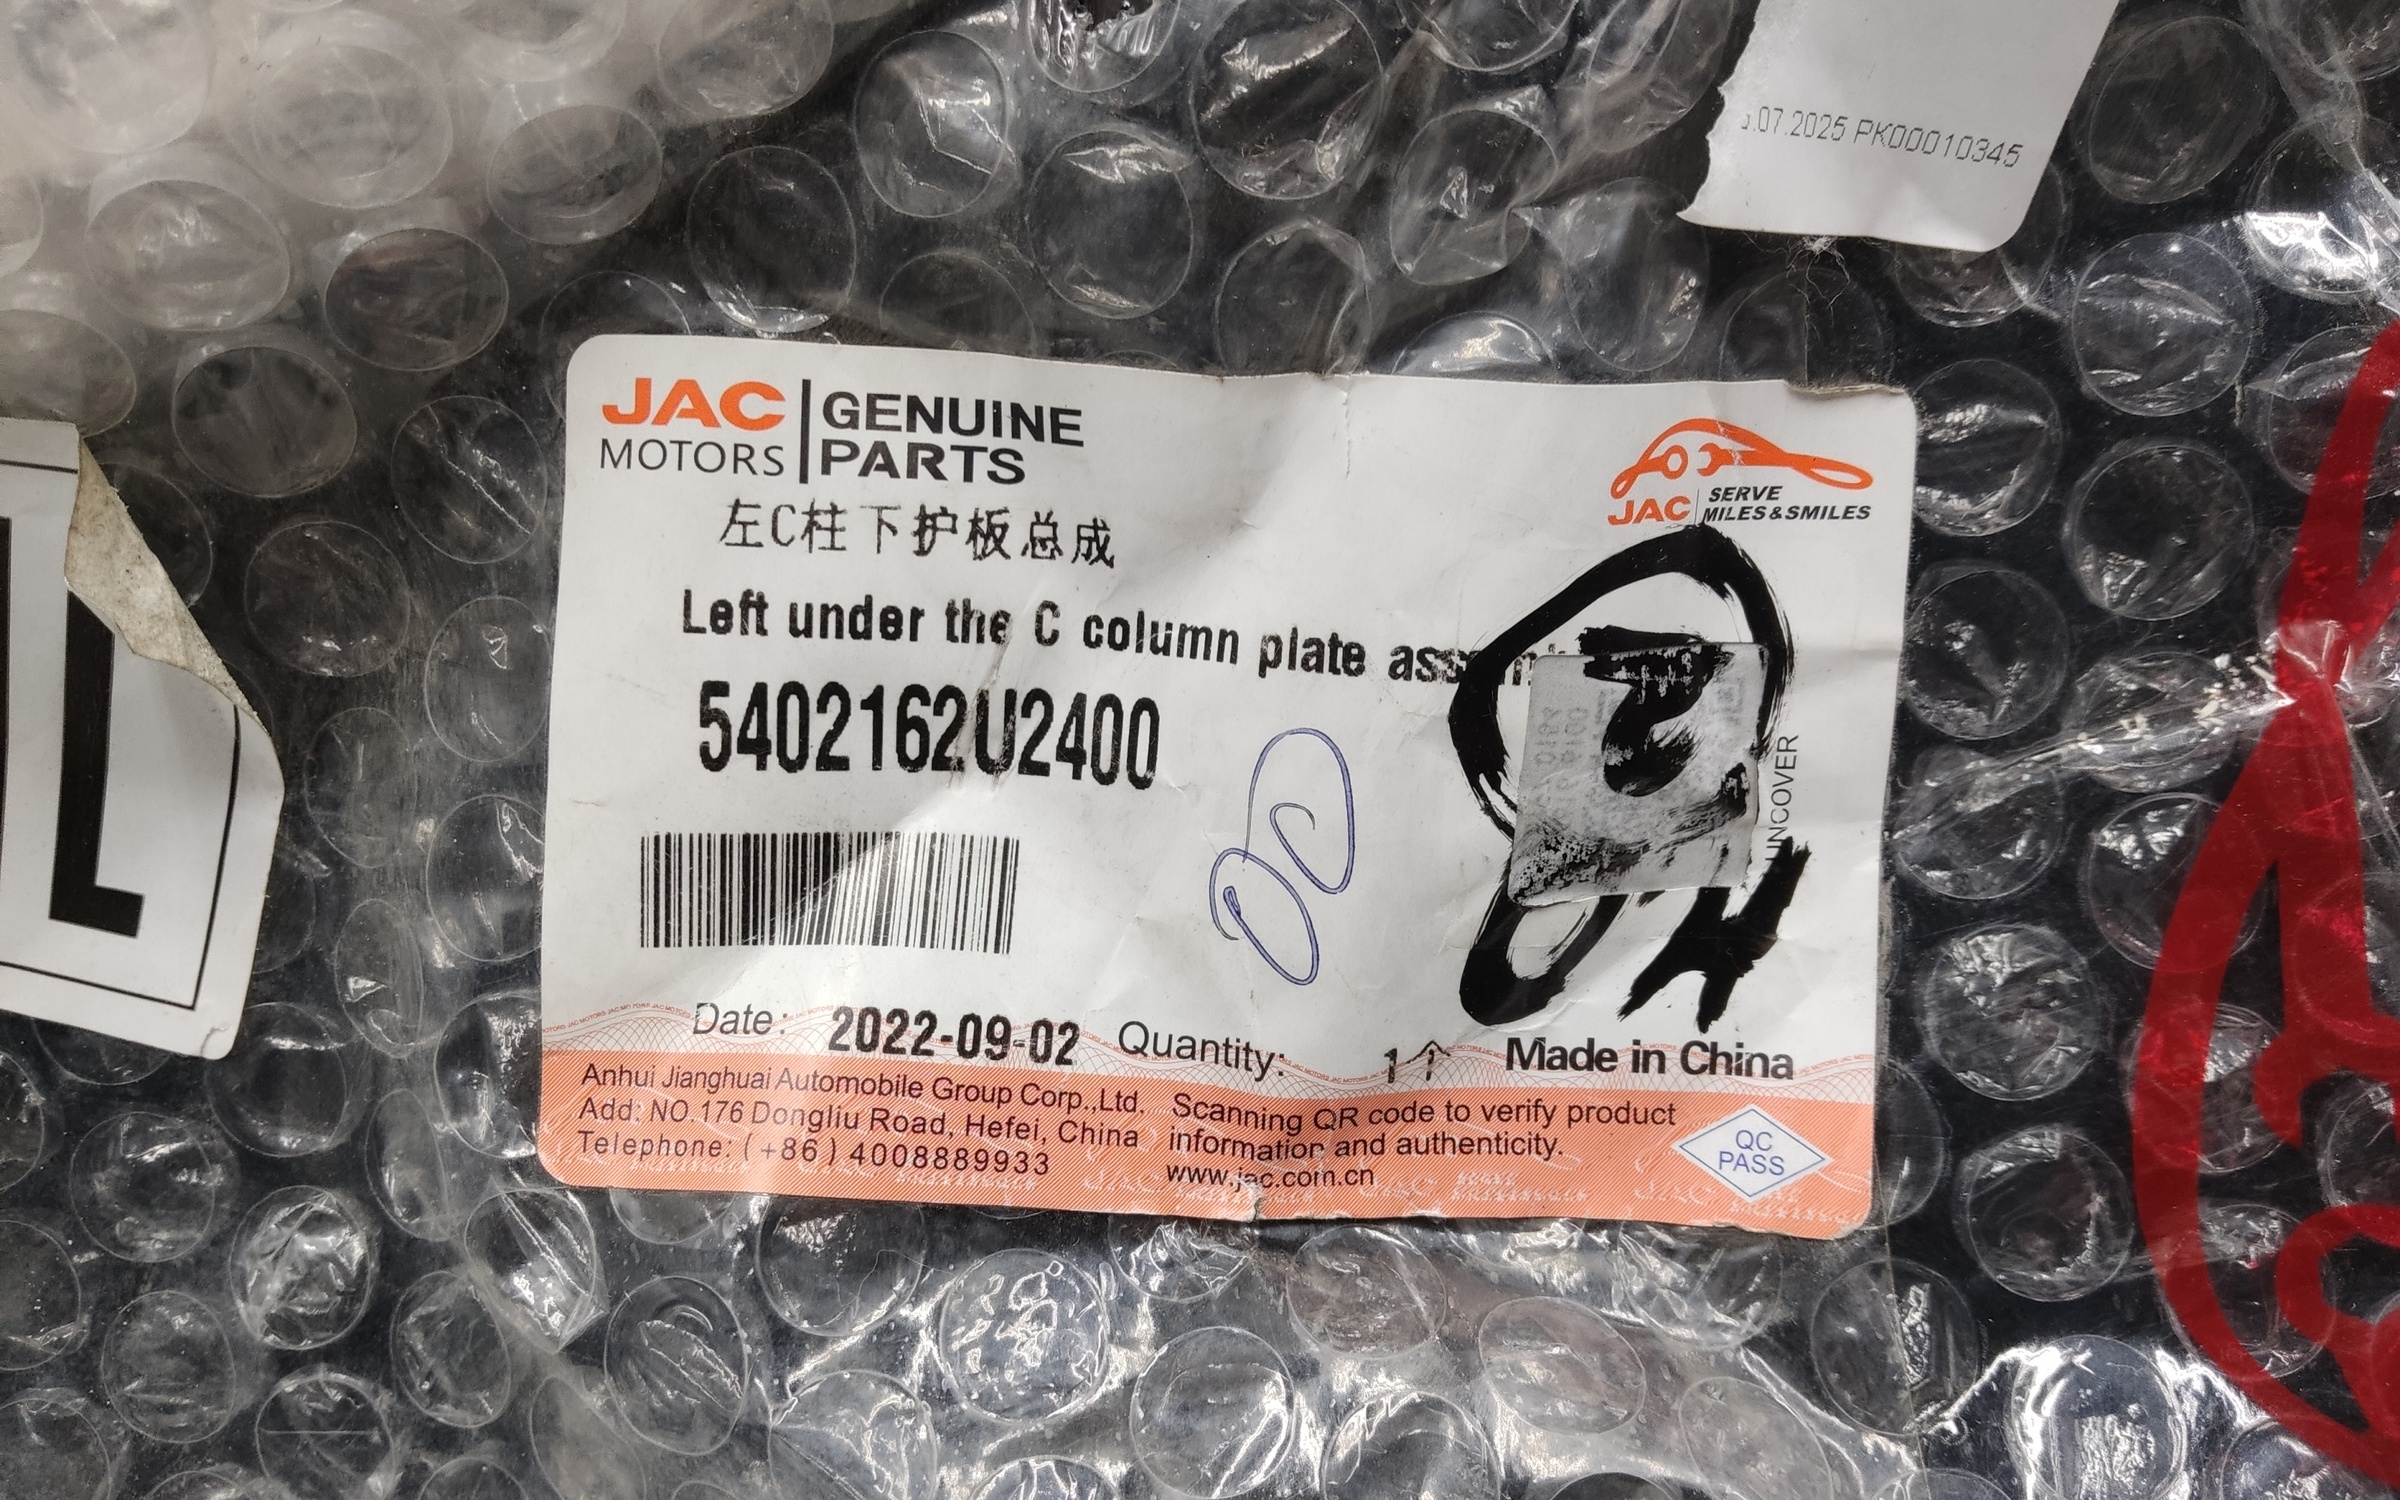 .07.2025 PK00010345
JAC MOTORS
GENUINE PARTS
JAC SERVE MILES&SMILES
左C柱下护板总成
Left under the C column plate
5402162U2400
UNCOVER
00
Date: 2022-09-02 Quantity: 1个 Made in China
Anhui Jianghuai Automobile Group Corp.,Ltd.
Add: NO.176 Dongliu Road, Hefei, China
Telephone: (+86) 4008889933
Scanning QR code to verify product
information and authenticity.
www.jac.com.cn
QC
PASS
L